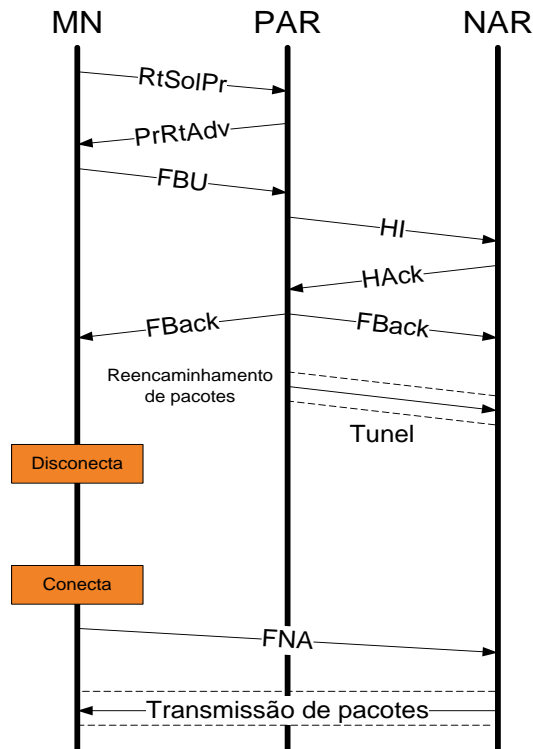 MN
PAR
NAR
RtSolPr
PrRtAdv
FBU
HI
HAck
FBack
FBack
Reencaminhamento
de pacotes
Tunel
Disconecta
Conecta
FNA
Transmissão de pacotes